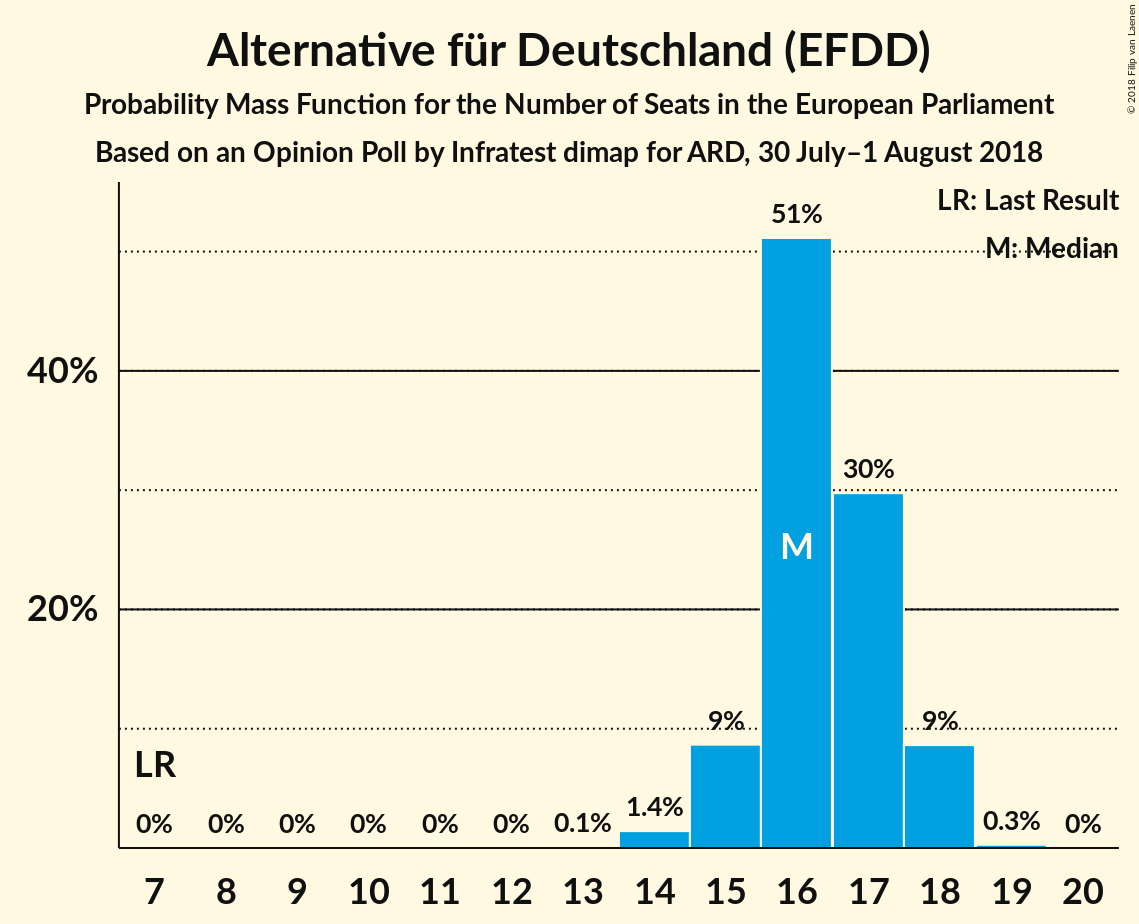 Alternative für Deutschland (EFDD)
Probability Mass Function for the Number of Seats in the European Parliament
Based on an Opinion Poll by Infratest dimap for ARD, 30 July–1 August 2018
© 2018 Filip van Laenen
LR: Last Result
M: Median
51%
40%
30%
M
20%
9% 9%
LR
0% 0% 0% 0% 0% 0% 0.1% 1.4% 0.3% 0%
7 8 9 10 11 12 13 14 15 16 17 18 19 20